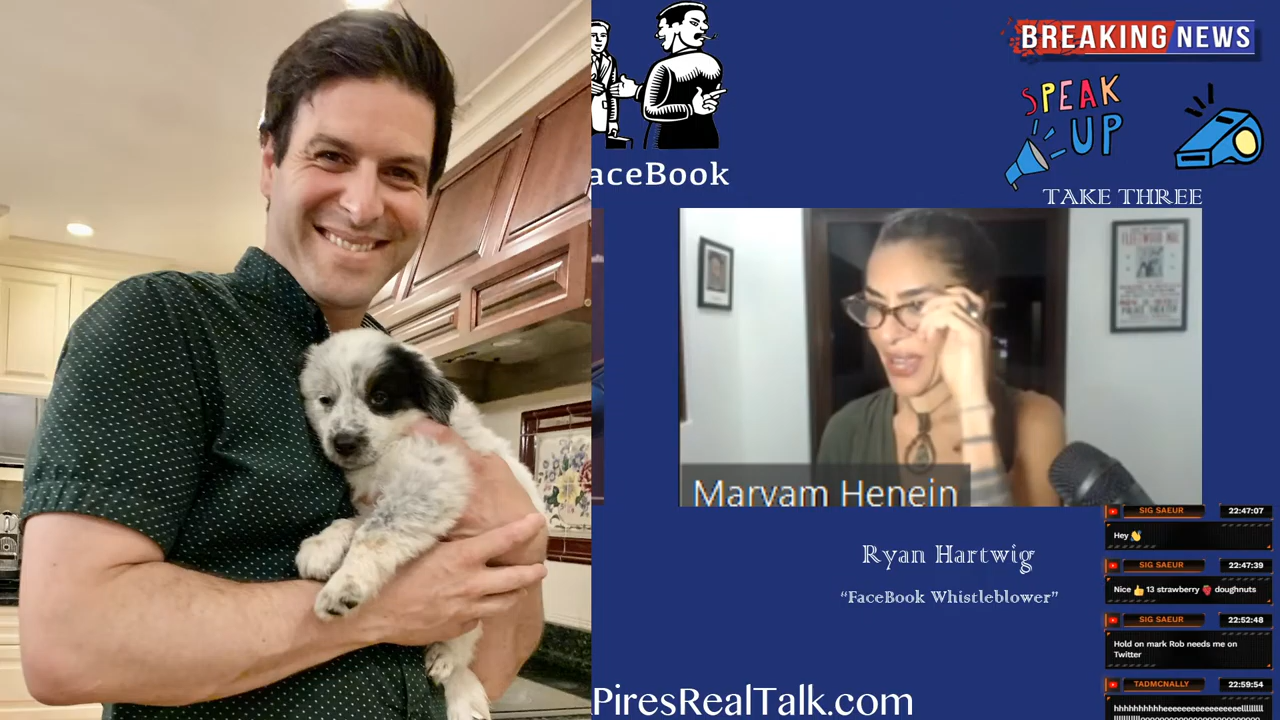 BREAKING NEWS
SPEAK
UP
aceBook
TAKE THREE
FLEETWOOD MAC
Maryam Henein
Ryan Hartwig
“FaceBook Whistleblower”
SIG SAEUR 22:47:07
Hey 👋
SIG SAEUR 22:47:39
Nice 👍 13 strawberry 🍓 doughnuts
SIG SAEUR 22:52:48
Hold on mark Rob needs me on
Twitter
TADMCNALLY 22:59:54
PiresRealTalk.com